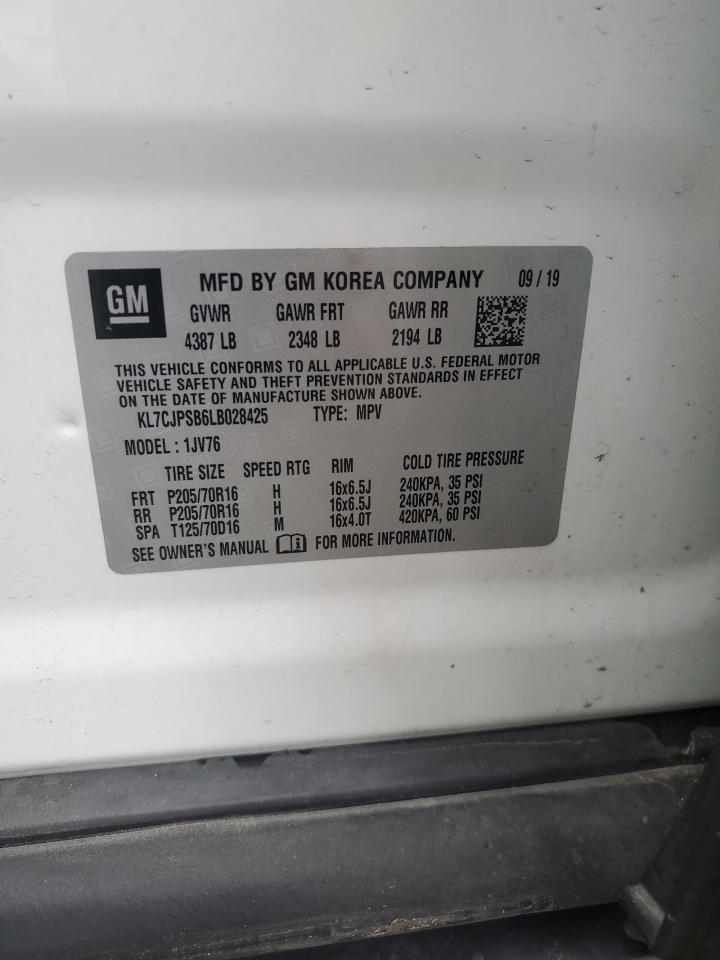 GM MFD BY GM KOREA COMPANY 09 / 19
GVWR GAWR FRT GAWR RR
4387 LB 2348 LB 2194 LB
THIS VEHICLE CONFORMS TO ALL APPLICABLE U.S. FEDERAL MOTOR
VEHICLE SAFETY AND THEFT PREVENTION STANDARDS IN EFFECT
ON THE DATE OF MANUFACTURE SHOWN ABOVE.
KL7CJPSB6LB028425 TYPE: MPV
MODEL : 1JV76
TIRE SIZE SPEED RTG RIM COLD TIRE PRESSURE
FRT P205/70R16 H 16x6.5J 240KPA, 35 PSI
RR P205/70R16 H 16x6.5J 240KPA, 35 PSI
SPA T125/70D16 M 16x4.0T 420KPA, 60 PSI
SEE OWNER'S MANUAL FOR MORE INFORMATION.